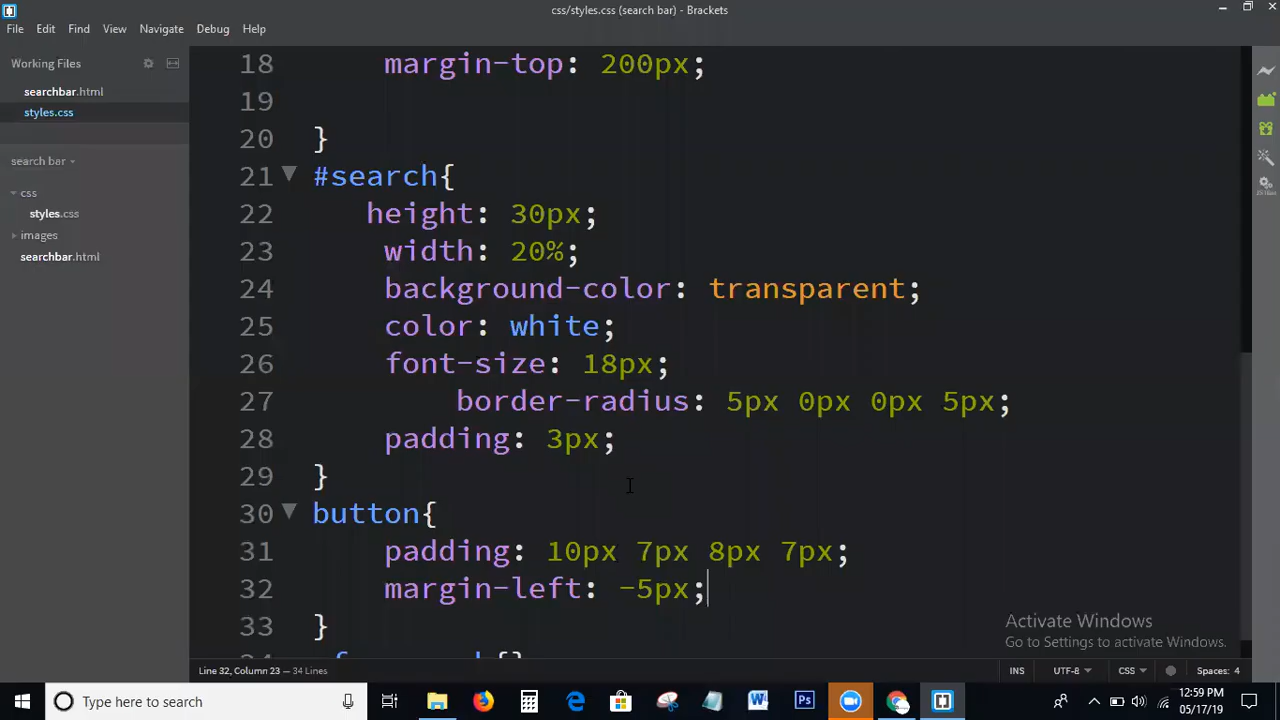 css/styles.css (search bar) - Brackets
File Edit Find View Navigate Debug Help
Working Files
searchbar.html
styles.css
search bar
css
styles.css
images
searchbar.html
18 margin-top: 200px;
19
20 }
21 #search{
22 height: 30px;
23 width: 20%;
24 background-color: transparent;
25 color: white;
26 font-size: 18px;
27 border-radius: 5px 0px 0px 5px;
28 padding: 3px;
29 }
30 button{
31 padding: 10px 7px 8px 7px;
32 margin-left: -5px;
33 }
Activate Windows
Go to Settings to activate Windows.
Line 32, Column 23 — 34 Lines
INS UTF-8 CSS Spaces: 4
Type here to search
12:59 PM
05/17/19